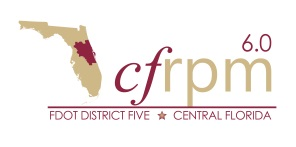 6.0
cfrpm
FDOT DISTRICT FIVE ★ CENTRAL FLORIDA